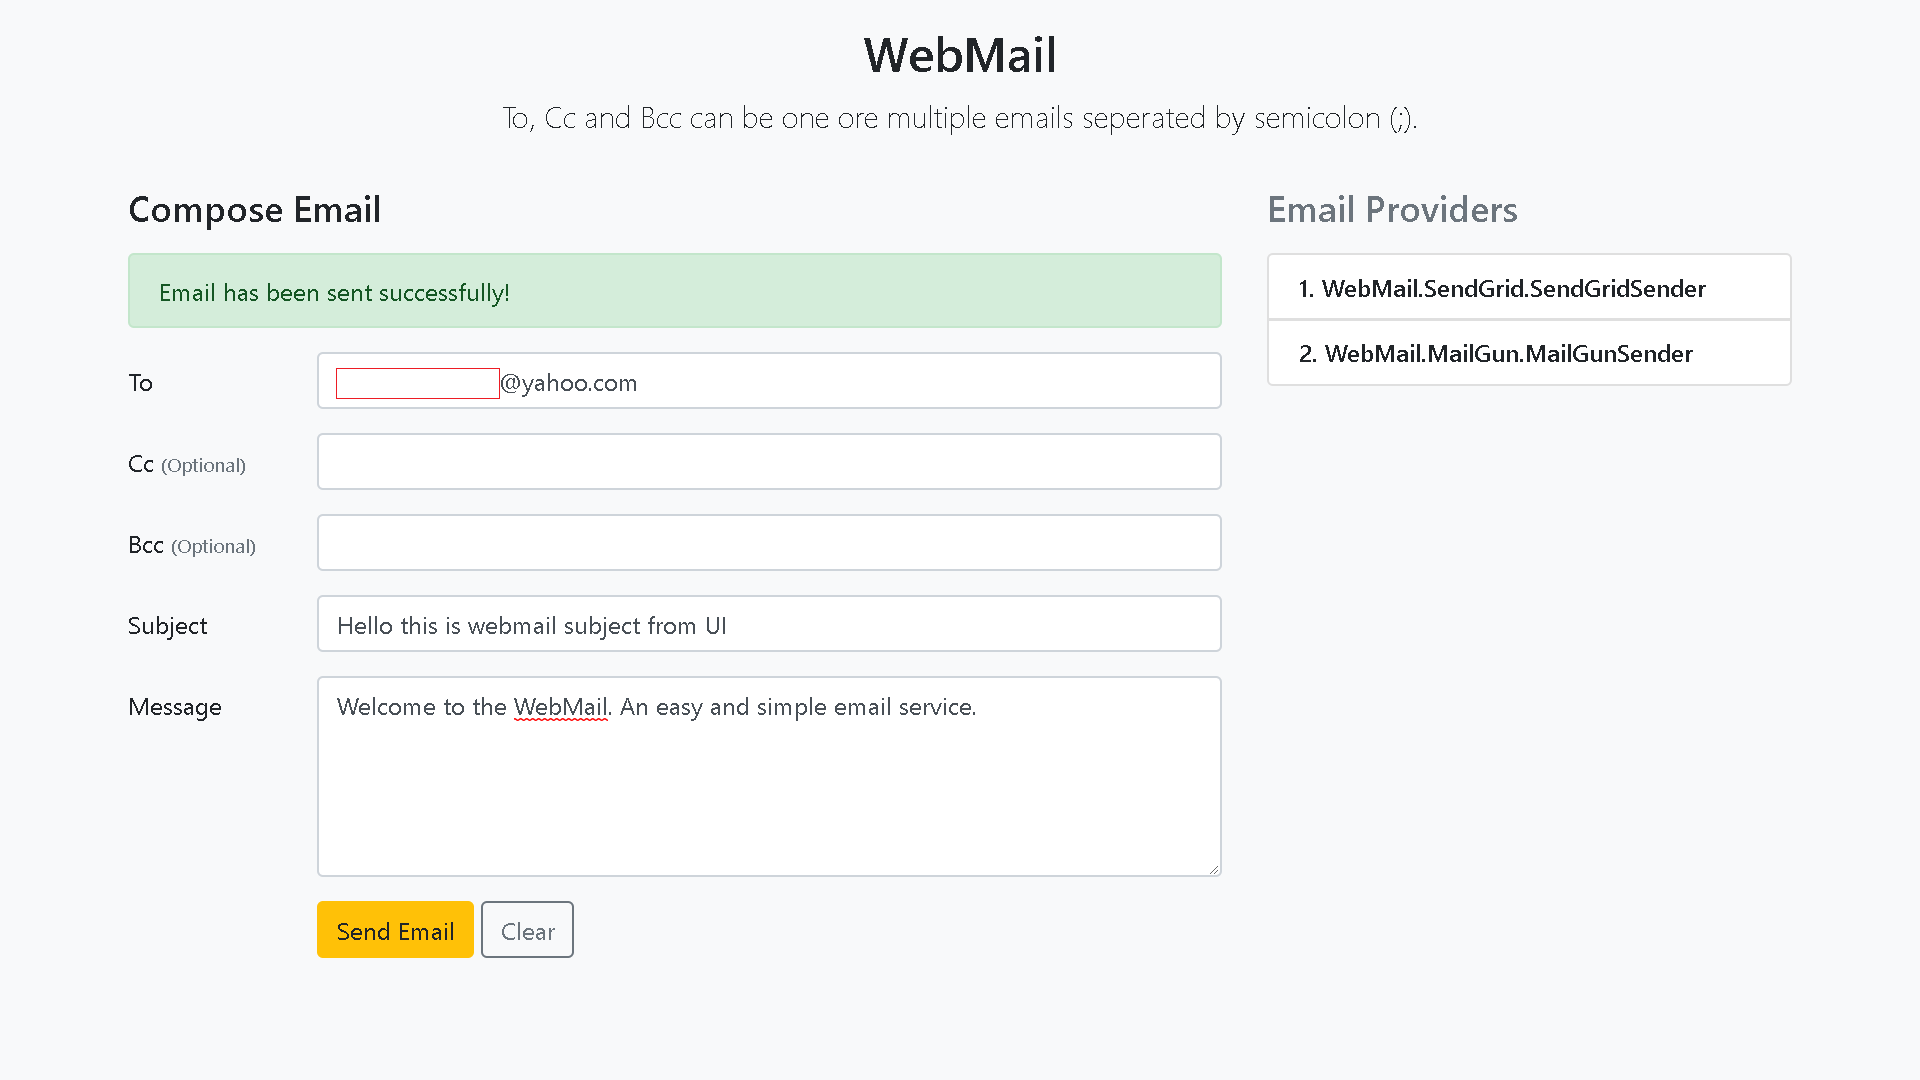 WebMail
To, Cc and Bcc can be one ore multiple emails seperated by semicolon (;).
Compose Email
Email has been sent successfully!
To
@yahoo.com
Cc (Optional)
Bcc (Optional)
Subject
Hello this is webmail subject from UI
Message
Welcome to the WebMail. An easy and simple email service.
Send Email
Clear
Email Providers
1. WebMail.SendGrid.SendGridSender
2. WebMail.MailGun.MailGunSender